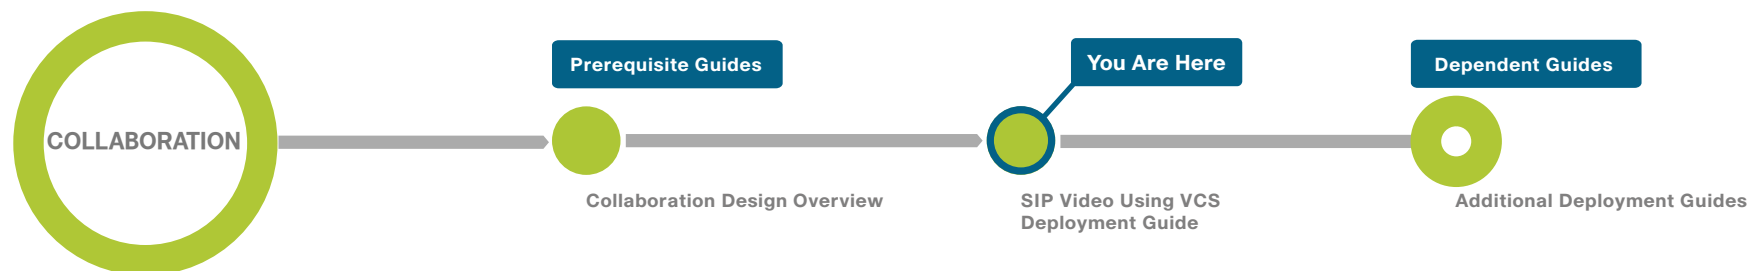 COLLABORATION
Prerequisite Guides
Collaboration Design Overview
You Are Here
SIP Video Using VCS
Deployment Guide
Dependent Guides
Additional Deployment Guides